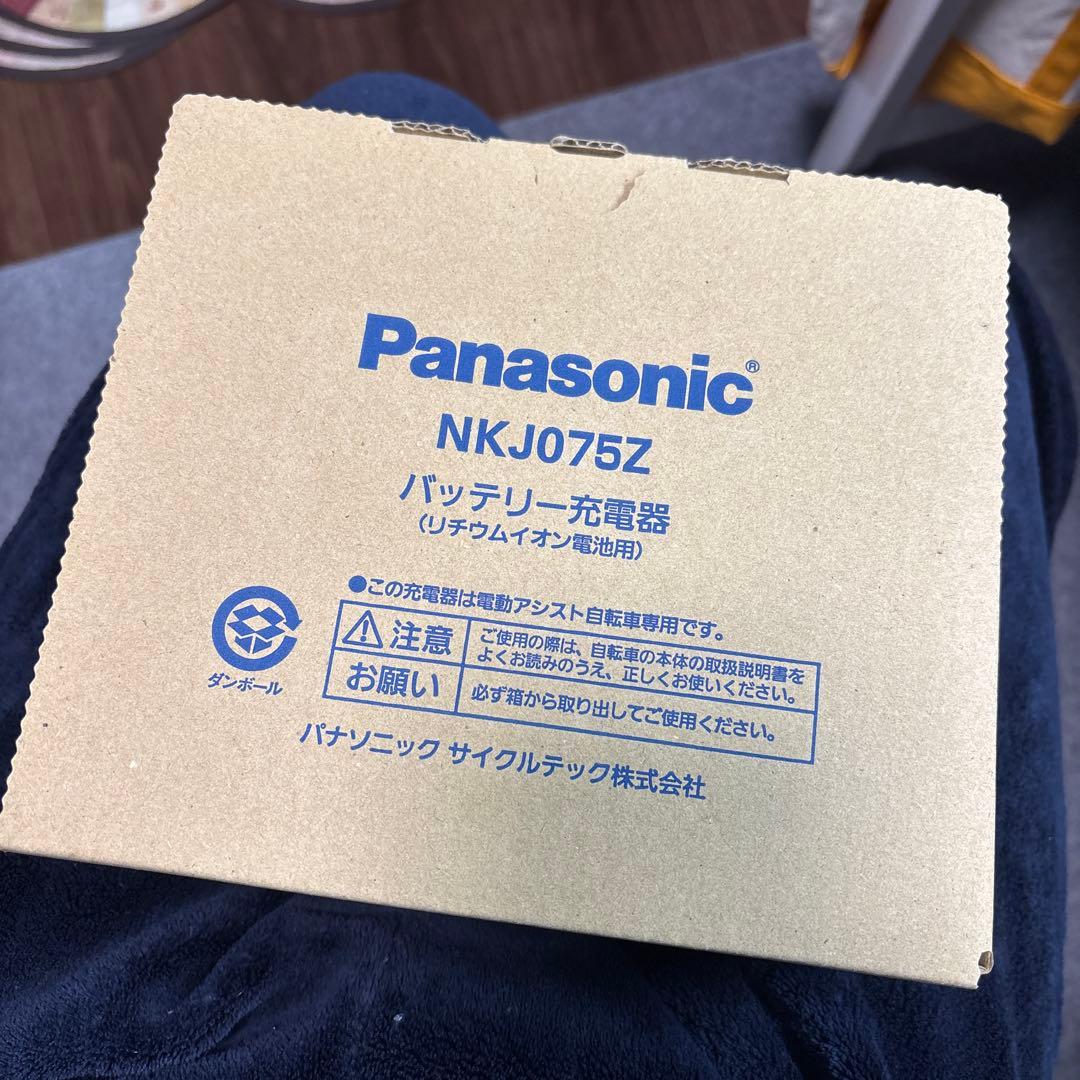 Panasonic®
NKJ075Z
バッテリー充電器
(リチウムイオン電池用)
●この充電器は電動アシスト自転車専用です。
注意
ご使用の際は、自転車の本体の取扱説明書を
よくお読みのうえ、正しくお使いください。
お願い
必ず箱から取り出してご使用ください。
ダンボール
パナソニック サイクルテック株式会社